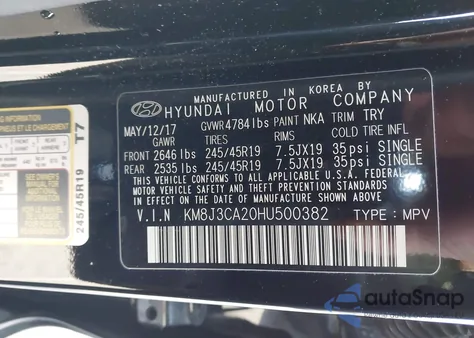 MANUFACTURED IN KOREA BY
HYUNDAI MOTOR COMPANY
MAY/12/17 GVWR4784lbs PAINT NKA TRIM TRY
GAWR TIRES RIMS COLD TIRE INFL
FRONT 2646 lbs 245/45R19 7.5JX19 35psi SINGLE
REAR 2535 lbs 245/45R19 7.5JX19 35psi SINGLE
THIS VEHICLE CONFORMS TO ALL APPLICABLE U.S.A. FEDERAL
MOTOR VEHICLE SAFETY, BUMPER, AND THEFT PREVENTION STANDARDS
IN EFFECT ON THE DATE OF MANUFACTURE SHOWN ABOVE.
V.I.N KM8J3CA20HU500382 TYPE : MPV
T7
245/45R19
autoSnap